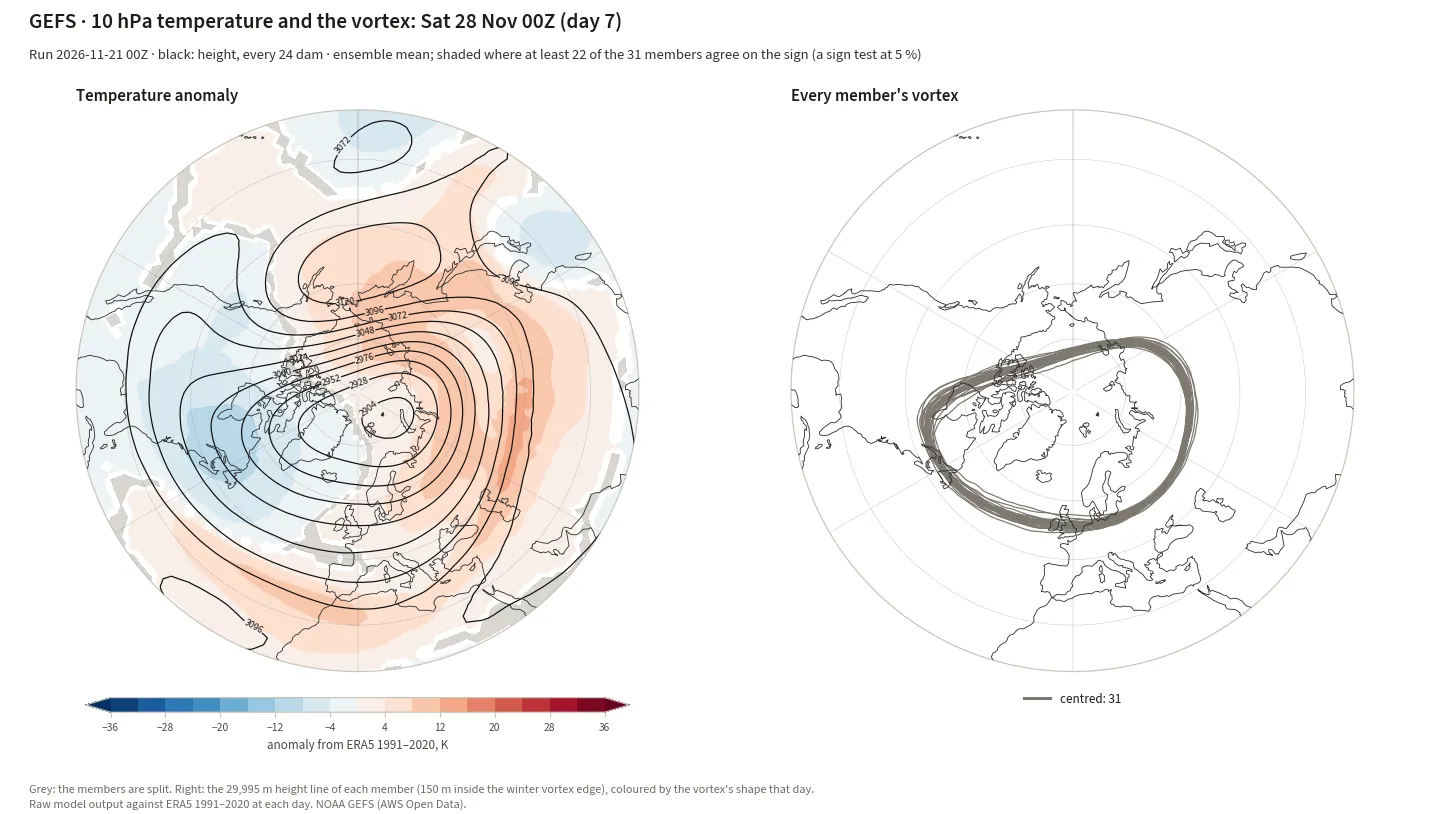 GEFS · 10 hPa temperature and the vortex: Sat 28 Nov 00Z (day 7)
Run 2026-11-21 00Z · black: height, every 24 dam · ensemble mean; shaded where at least 22 of the 31 members agree on the sign (a sign test at 5 %)
Temperature anomaly
Every member's vortex
3072
3096
3120
3096
3072
3048
2976
3000
2952
2928
2904
3096
centred: 31
−36 −28 −20 −12 −4 4 12 20 28 36
anomaly from ERA5 1991–2020, K
Grey: the members are split. Right: the 29,995 m height line of each member (150 m inside the winter vortex edge), coloured by the vortex's shape that day.
Raw model output against ERA5 1991–2020 at each day. NOAA GEFS (AWS Open Data).